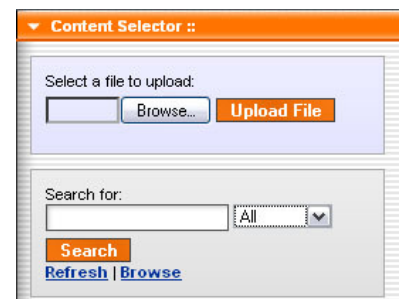 Content Selector ::
Select a file to upload:
Browse... Upload File
Search for:
All
Search
Refresh | Browse